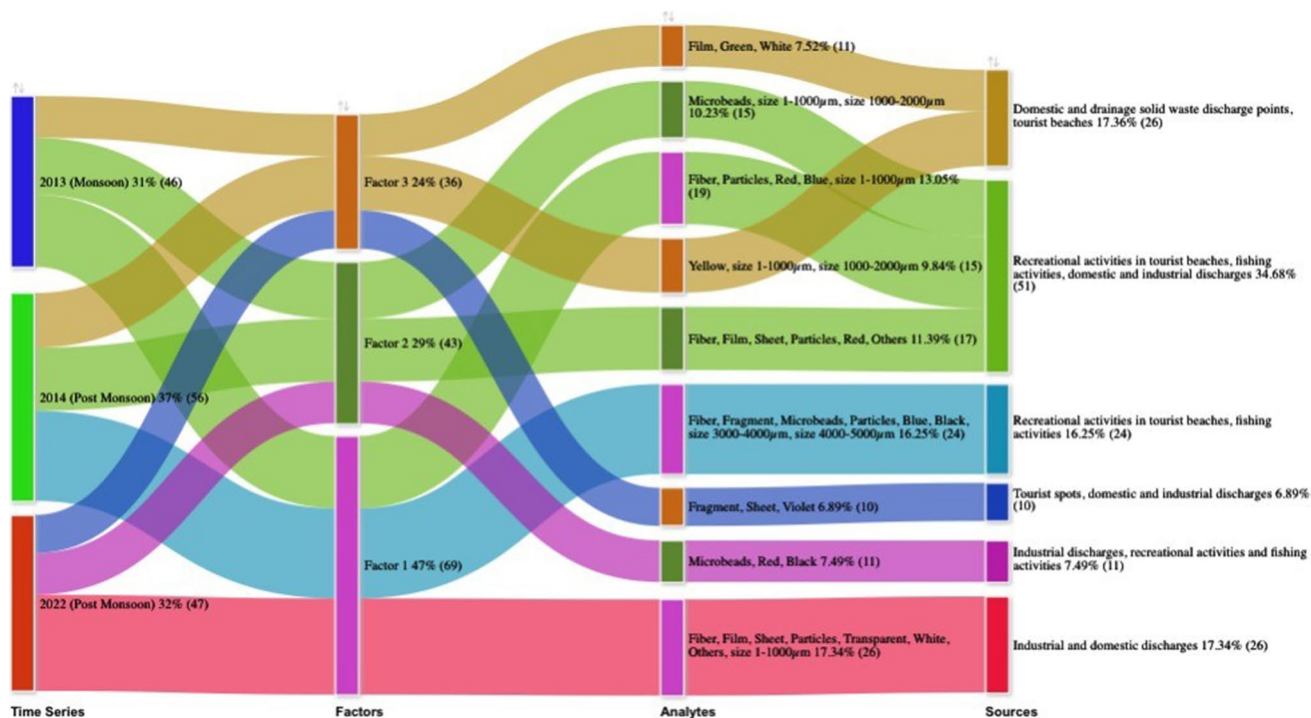 2013 (Monsoon) 31% (46)
2014 (Post Monsoon) 37% (56)
2022 (Post Monsoon) 32% (47)
Time Series
Factor 3 24% (36)
Factor 2 29% (43)
Factor 1 47% (69)
Factors
Film, Green, White 7.52% (11)
Microbeads, size 1-1000µm, size 1000-2000µm
10.23% (15)
Fiber, Particles, Red, Blue, size 1-1000µm 13.05%
(19)
Yellow, size 1-1000µm, size 1000-2000µm 9.84% (15)
Fiber, Film, Sheet, Particles, Red, Others 11.39% (17)
Fiber, Fragment, Microbeads, Particles, Blue, Black,
size 3000-4000µm, size 4000-5000µm 16.25% (24)
Fragment, Sheet, Violet 6.89% (10)
Microbeads, Red, Black 7.49% (11)
Fiber, Film, Sheet, Particles, Transparent, White,
Others, size 1-1000µm 17.34% (26)
Analytes
Domestic and drainage solid waste discharge points,
tourist beaches 17.36% (26)
Recreational activities in tourist beaches, fishing
activities, domestic and industrial discharges 34.68%
(51)
Recreational activities in tourist beaches, fishing
activities 16.25% (24)
Tourist spots, domestic and industrial discharges 6.89%
(10)
Industrial discharges, recreational activities and fishing
activities 7.49% (11)
Industrial and domestic discharges 17.34% (26)
Sources